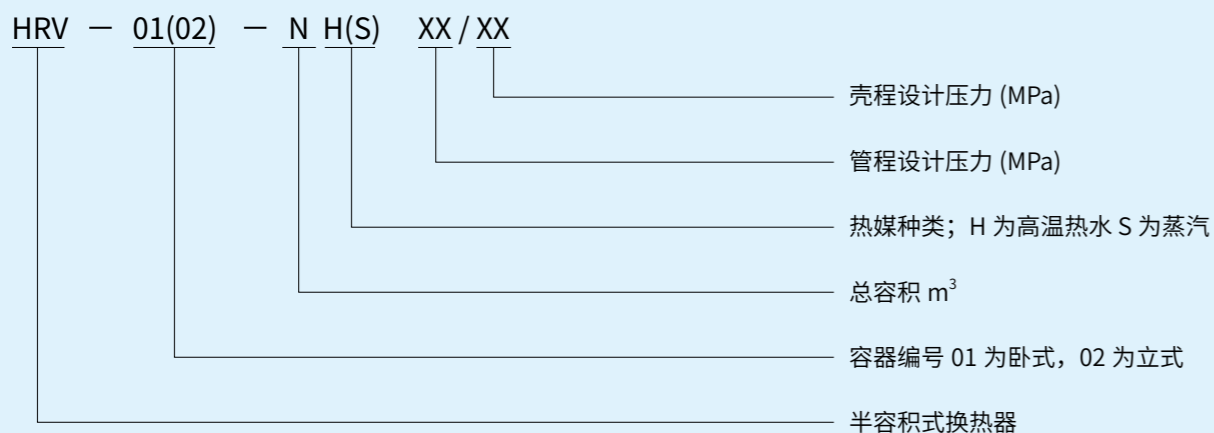 HRV — 01(02) — N H(S) XX / XX
壳程设计压力 (MPa)
管程设计压力 (MPa)
热媒种类；H 为高温热水 S 为蒸汽
总容积 m³
容器编号 01 为卧式，02 为立式
半容积式换热器